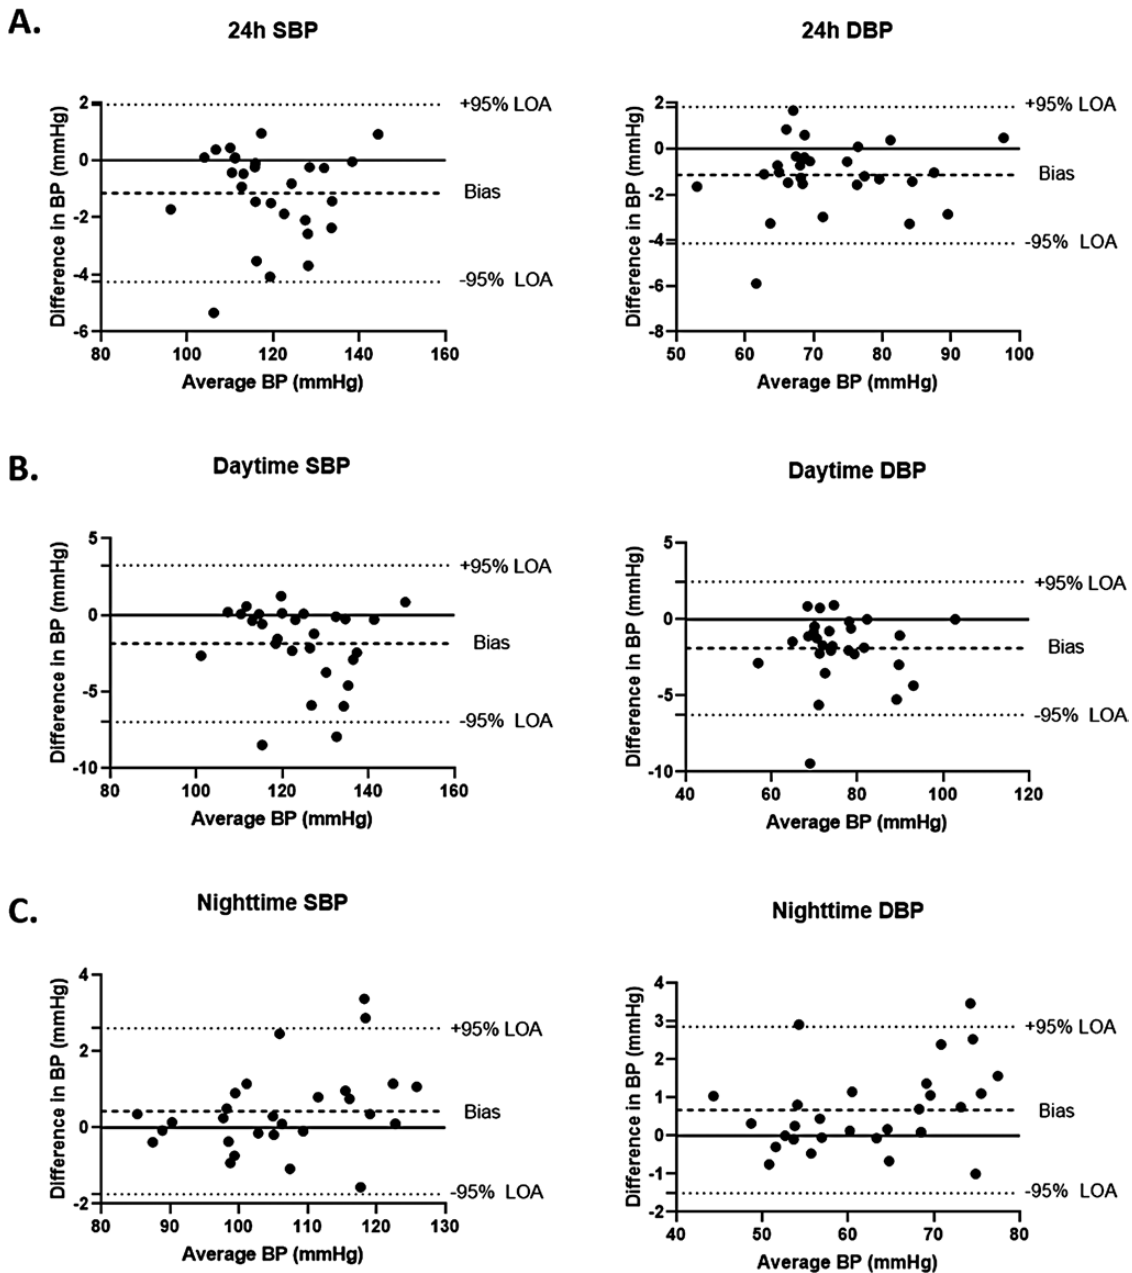 A.
24h SBP
24h DBP
Difference in BP (mmHg)
2
0
-2
-4
-6
80
100
120
140
160
Average BP (mmHg)
+95% LOA
Bias
-95% LOA
Difference in BP (mmHg)
2
0
-2
-4
-6
-8
50
60
70
80
90
100
Average BP (mmHg)
+95% LOA
Bias
-95% LOA
B.
Daytime SBP
Daytime DBP
Difference in BP (mmHg)
5
0
-5
-10
80
100
120
140
160
Average BP (mmHg)
+95% LOA
Bias
-95% LOA
Difference in BP (mmHg)
5
0
-5
-10
40
60
80
100
120
Average BP (mmHg)
+95% LOA
Bias
-95% LOA.
C.
Nighttime SBP
Nighttime DBP
Difference in BP (mmHg)
4
2
0
-2
80
90
100
110
120
130
Average BP (mmHg)
+95% LOA
Bias
-95% LOA
Difference in BP (mmHg)
4
3
2
1
0
-1
-2
40
50
60
70
80
Average BP (mmHg)
+95% LOA
Bias
-95% LOA